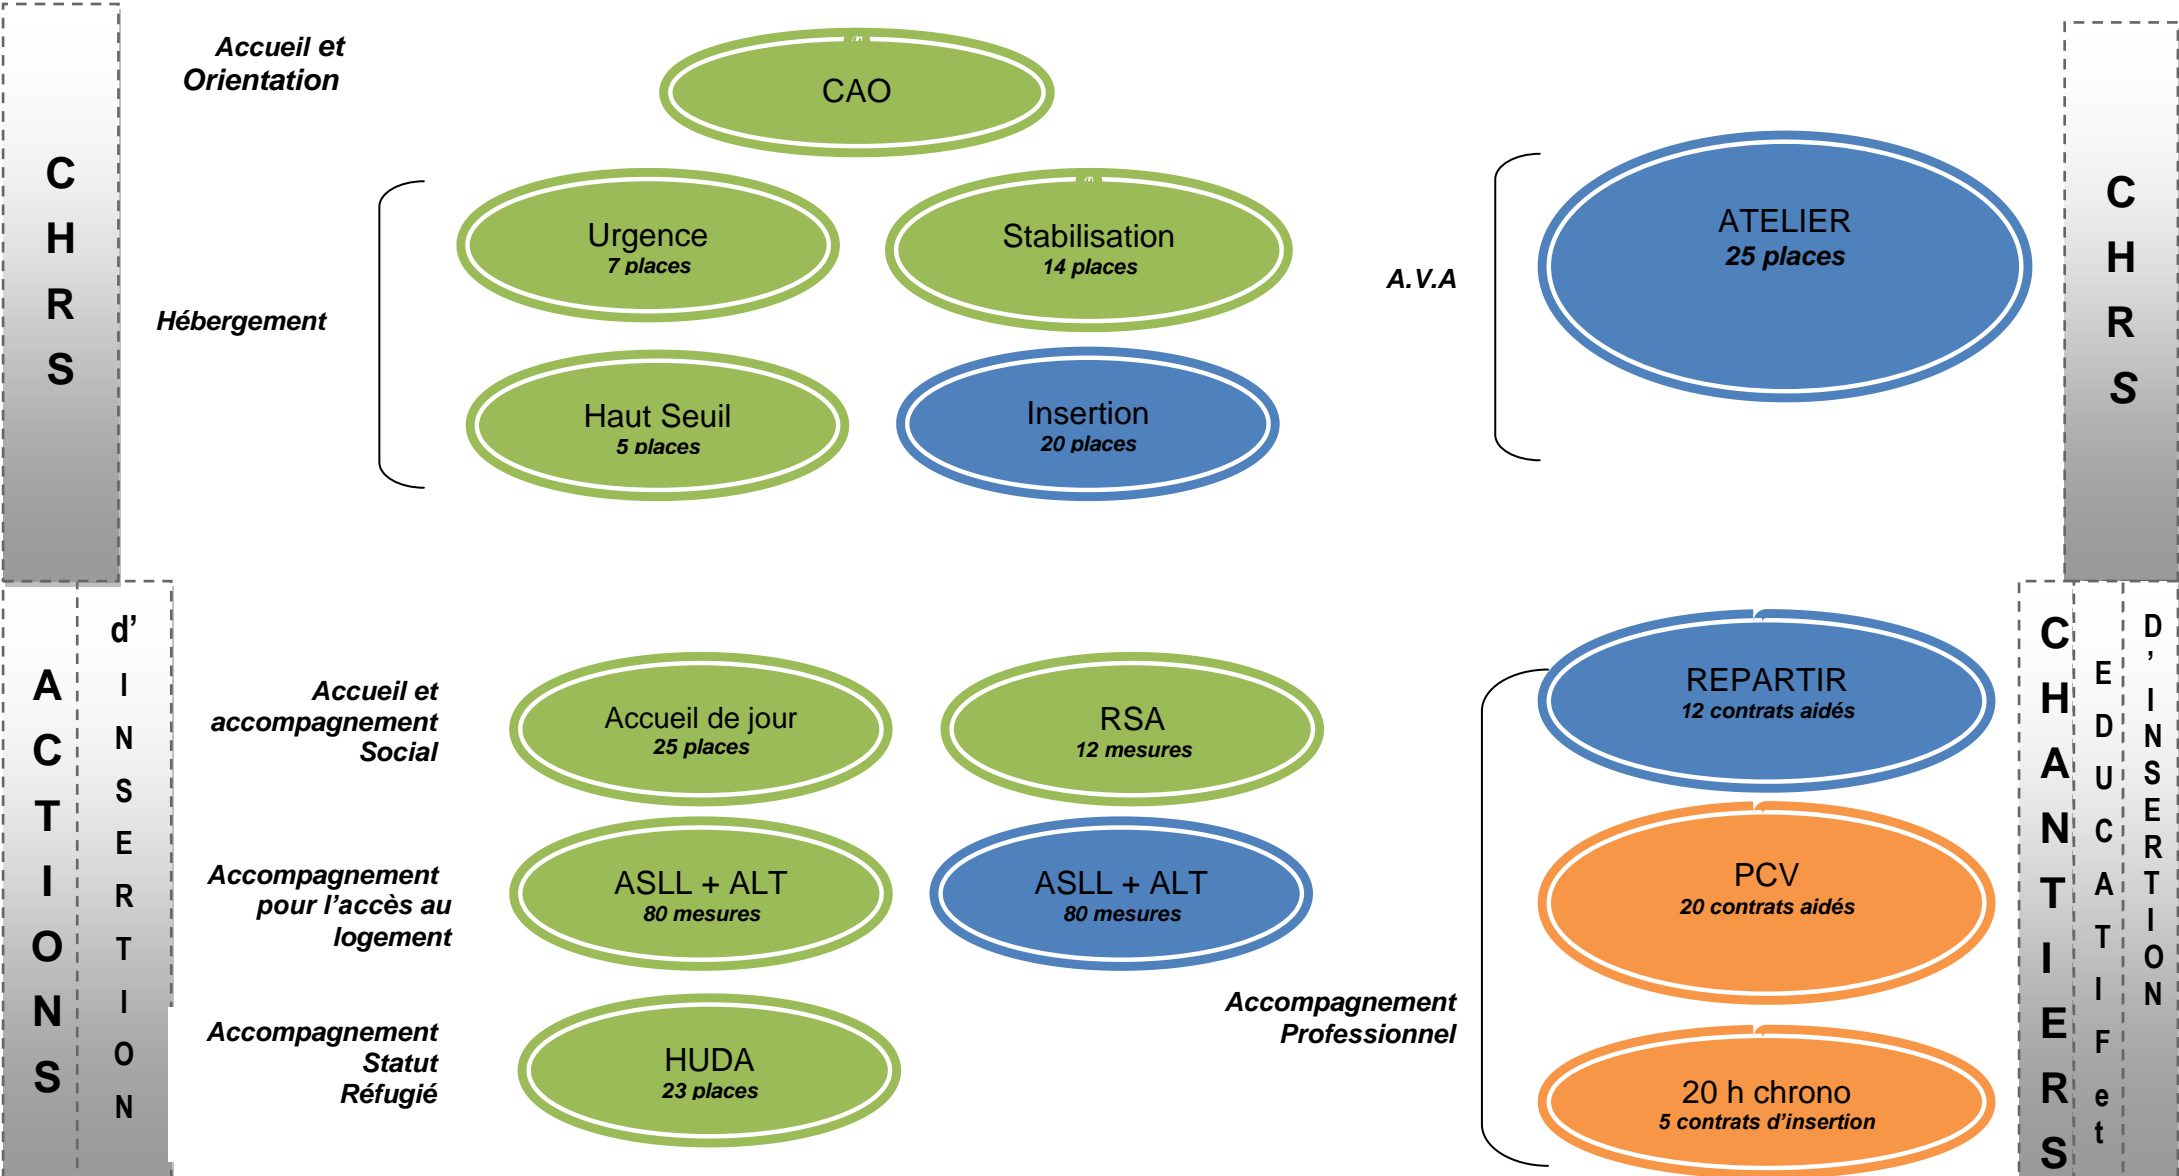 CHRS
Accueil et
Orientation
CAO
Hébergement
Urgence
7 places
Stabilisation
14 places
Haut Seuil
5 places
Insertion
20 places
A.V.A
ATELIER
25 places
CHRS
ACTIONS
d'INSERTION
Accueil et
accompagnement
Social
Accueil de jour
25 places
RSA
12 mesures
Accompagnement
pour l'accès au
logement
ASLL + ALT
80 mesures
ASLL + ALT
80 mesures
Accompagnement
Statut
Réfugié
HUDA
23 places
Accompagnement
Professionnel
REPARTIR
12 contrats aidés
PCV
20 contrats aidés
20 h chrono
5 contrats d'insertion
CHANTIERS
EDUCATIF et
D'INSERTION